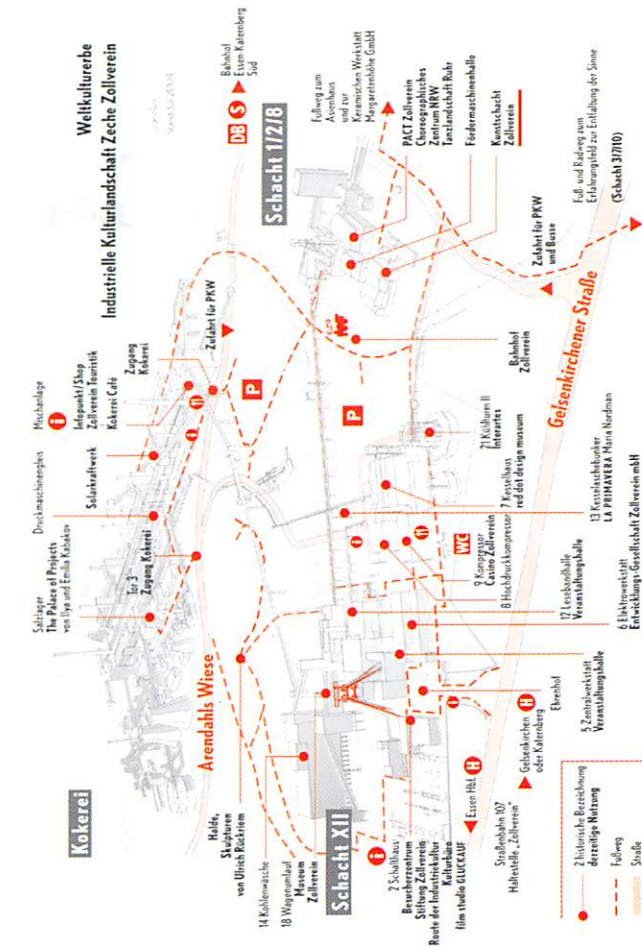 Weltkulturerbe
Industrielle Kulturlandschaft Zeche Zollverein
Kokerei
Salzlager
The Palace of Projects
von Ilya und Emilia Kabakov
Tor 3
Zugang Kokerei
Druckmaschinengleis
Solarkraftwerk
Mischanlage
i
Infopunkt/Shop
Zollverein Touristik
Kokerei Café
Zugang
Kokerei
Zufahrt für PKW
DB
S
Bahnhof
Essen-Katernberg
Süd
Arendahls Wiese
P
P
Schacht 1/2/8
Fußweg zum
Asienhaus
und zur
Keramischen Werkstatt
Margaretenhöhe GmbH
PACT Zollverein
Choreographisches
Zentrum NRW
Tanzlandschaft Ruhr
Fördermaschinenhalle
Kunstschacht
Zollverein
Halde,
Skulpturen
von Ulrich Rückriem
14 Kohlenwäsche
18 Wagenumlauf
Museum
Zollverein
Schacht XII
i
2 Schalthaus
Besucherzentrum
Stiftung Zollverein
Route der Industriekultur
Kulturbüro
film studio GLÜCKAUF
Essen Hbf.
H
Straßenbahn 107
Haltestelle „Zollverein“
Gelsenkirchen
oder Katernberg
H
Ehrenhof
5 Zentralwerkstatt
Veranstaltungshalle
6 Elektrowerkstatt
Entwicklungs-Gesellschaft Zollverein mbH
12 Lesebandhalle
Veranstaltungshalle
8 Hochdruckkompressor
9 Kompressor
Casino Zollverein
WC
7 Kesselhaus
red dot design museum
13 Kesselaschebunker
LA PRIMAVERA Maria Nordman
21 Kühlturm II
Interartes
Bahnhof
Zollverein
Gelsenkirchener Straße
Zufahrt für PKW
und Busse
Fuß- und Radweg zum
Erfahrungsfeld zur Entfaltung der Sinne
(Schacht 3/7/10)
2 historische Bezeichnung
derzeitige Nutzung
Fußweg
Straße